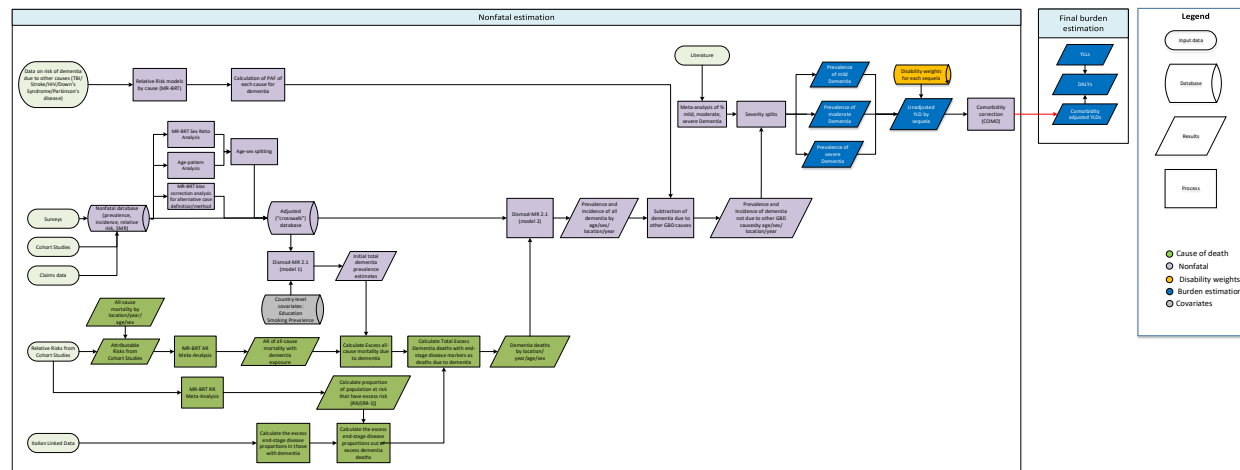 Nonfatal estimation
Final burden
estimation
Legend
Input data
Database
Results
Process
Cause of death
Nonfatal
Disability weights
Burden estimation
Covariates
Data on risk of dementia
due to other causes (TBI/
Stroke/HIV/Down's
Syndrome/Parkinson's
disease)
Relative Risk models
by cause (MR-BRT)
Calculation of PAF of
each cause for
dementia
Literature
Meta-analysis of %
mild, moderate,
severe Dementia
Severity splits
Prevalence
of mild
Dementia
Prevalence
of moderate
Dementia
Prevalence of
severe
Dementia
Disability weights
for each sequela
Unadjusted
YLD by
sequela
Comorbidity
correction
(COMO)
YLLs
DALYs
Comorbidity
adjusted YLDs
MR-BRT Sex Ratio
Analysis
Age-pattern
Analysis
MR-BRT bias
correction analysis
for alternative case
definition/method
Age-sex splitting
Surveys
Cohort Studies
Claims data
Nonfatal database
(prevalence,
incidence, relative
risk, SMR)
Adjusted
("crosswalk")
database
Dismod-MR 2.1
(model 1)
Initial total
dementia
prevalence
estimates
Country-level
covariates:
Education
Smoking Prevalence
Dismod-MR 2.1
(model 2)
Prevalence and
incidence of all
dementia by
age/sex/
location/year
Subtraction of
dementia due to
other GBD causes
Prevalence and
Incidence of dementia
not due to other GBD
causesby age/sex/
location/year
All-cause
mortality by
location/year/
age/sex
Relative Risks from
Cohort Studies
Attributable
Risks from
Cohort Studies
MR-BRT AR
Meta-Analysis
AR of all-cause
mortality with
dementia
exposure
Calculate Excess all-
cause mortality due
to dementia
Calculate Total Excess
Dementia deaths with end-
stage disease markers as
deaths due to dementia
Dementia deaths
by location/
year/age/sex
MR-BRT RR
Meta-Analysis
Calculate proportion
of population at risk
that have excess risk
[RR/(RR-1)]
Italian Linked Data
Calculate the excess
end-stage disease
proportions in those
with dementia
Calculate the excess
end-stage disease
proportions out of
excess dementia
deaths